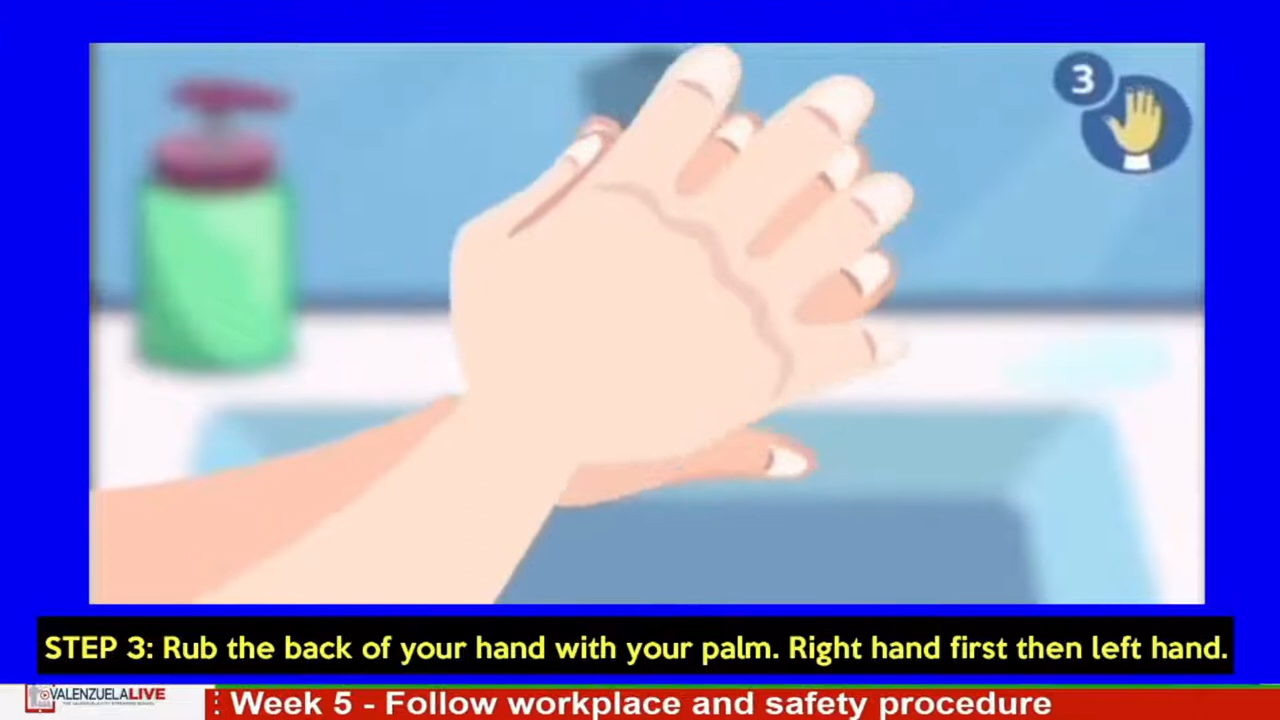 3
STEP 3: Rub the back of your hand with your palm. Right hand first then left hand.
VALENZUELALIVE
Week 5 - Follow workplace and safety procedure